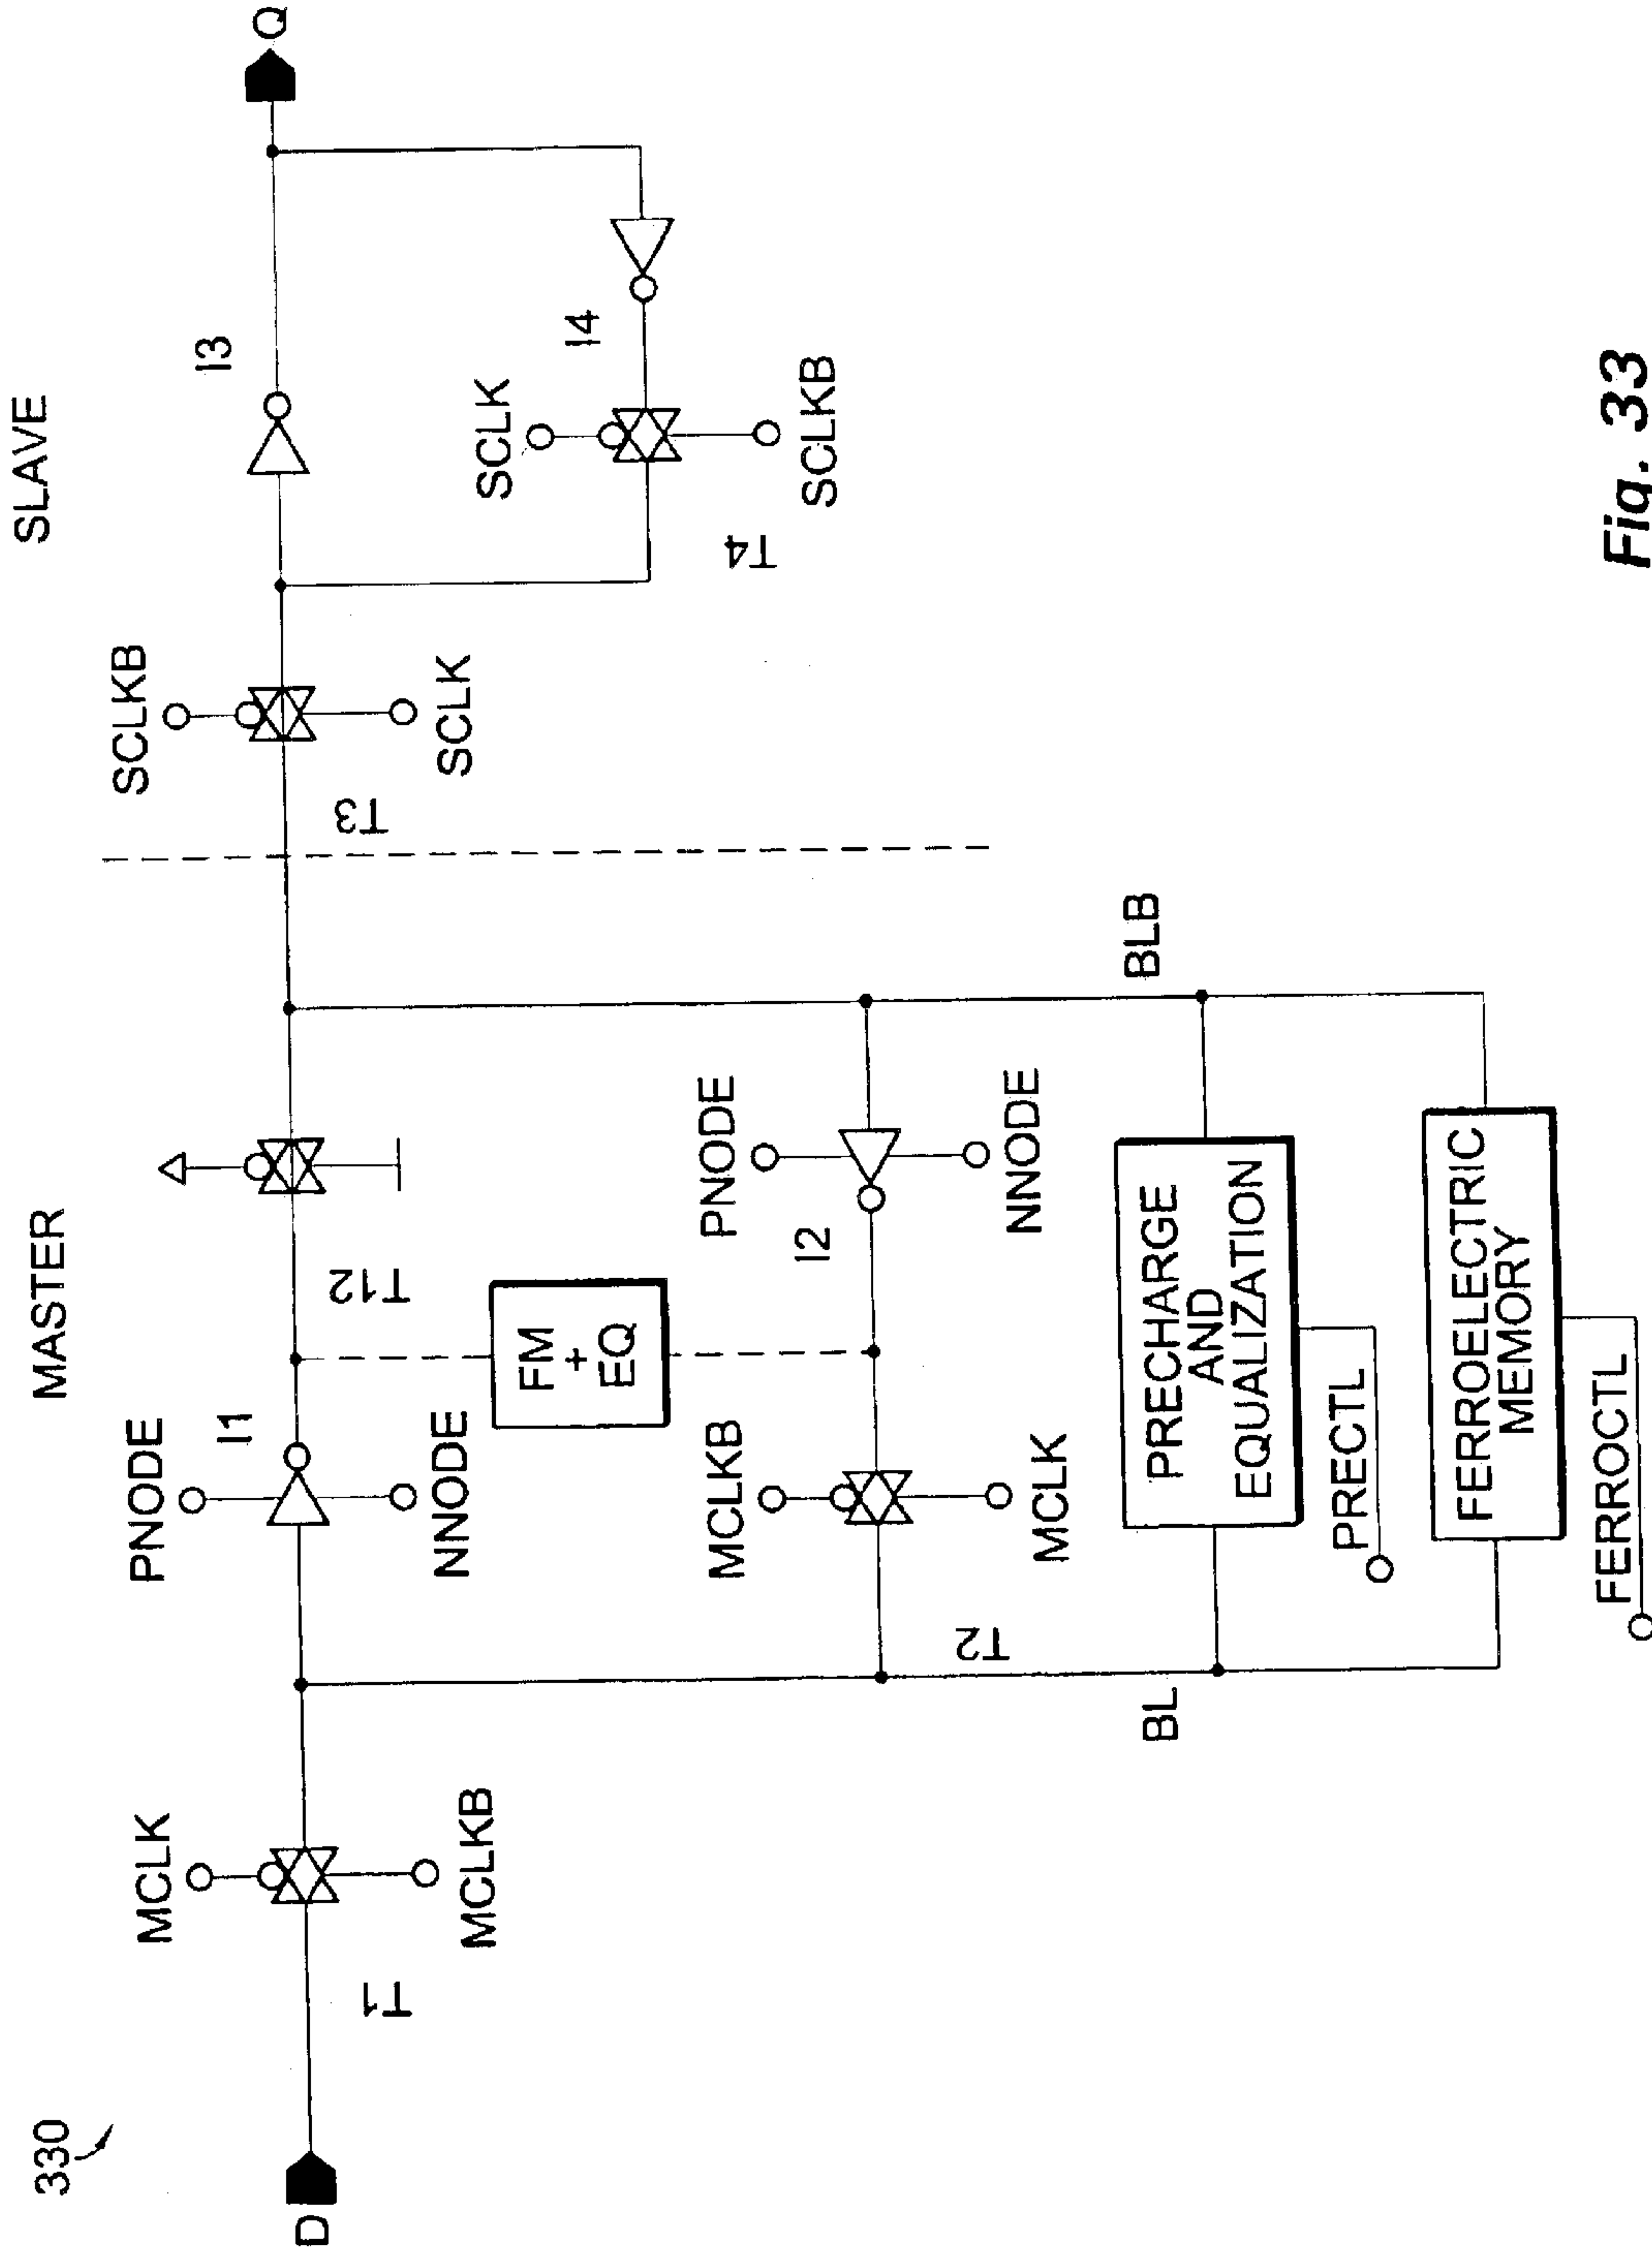 330
MASTER
SLAVE
D
MCLK
MCLKB
T1
PNODE
I1
NNODE
T12
SCLKB
SCLK
T3
I3
Q
FM
+
EQ
MCLKB
MCLK
T2
PNODE
I2
NNODE
SCLK
I4
SCLKB
T4
BL
BLB
PRECHARGE
AND
EQUALIZATION
PRECTL
FERROELECTRIC
MEMORY
FERROCTL
Fig. 33